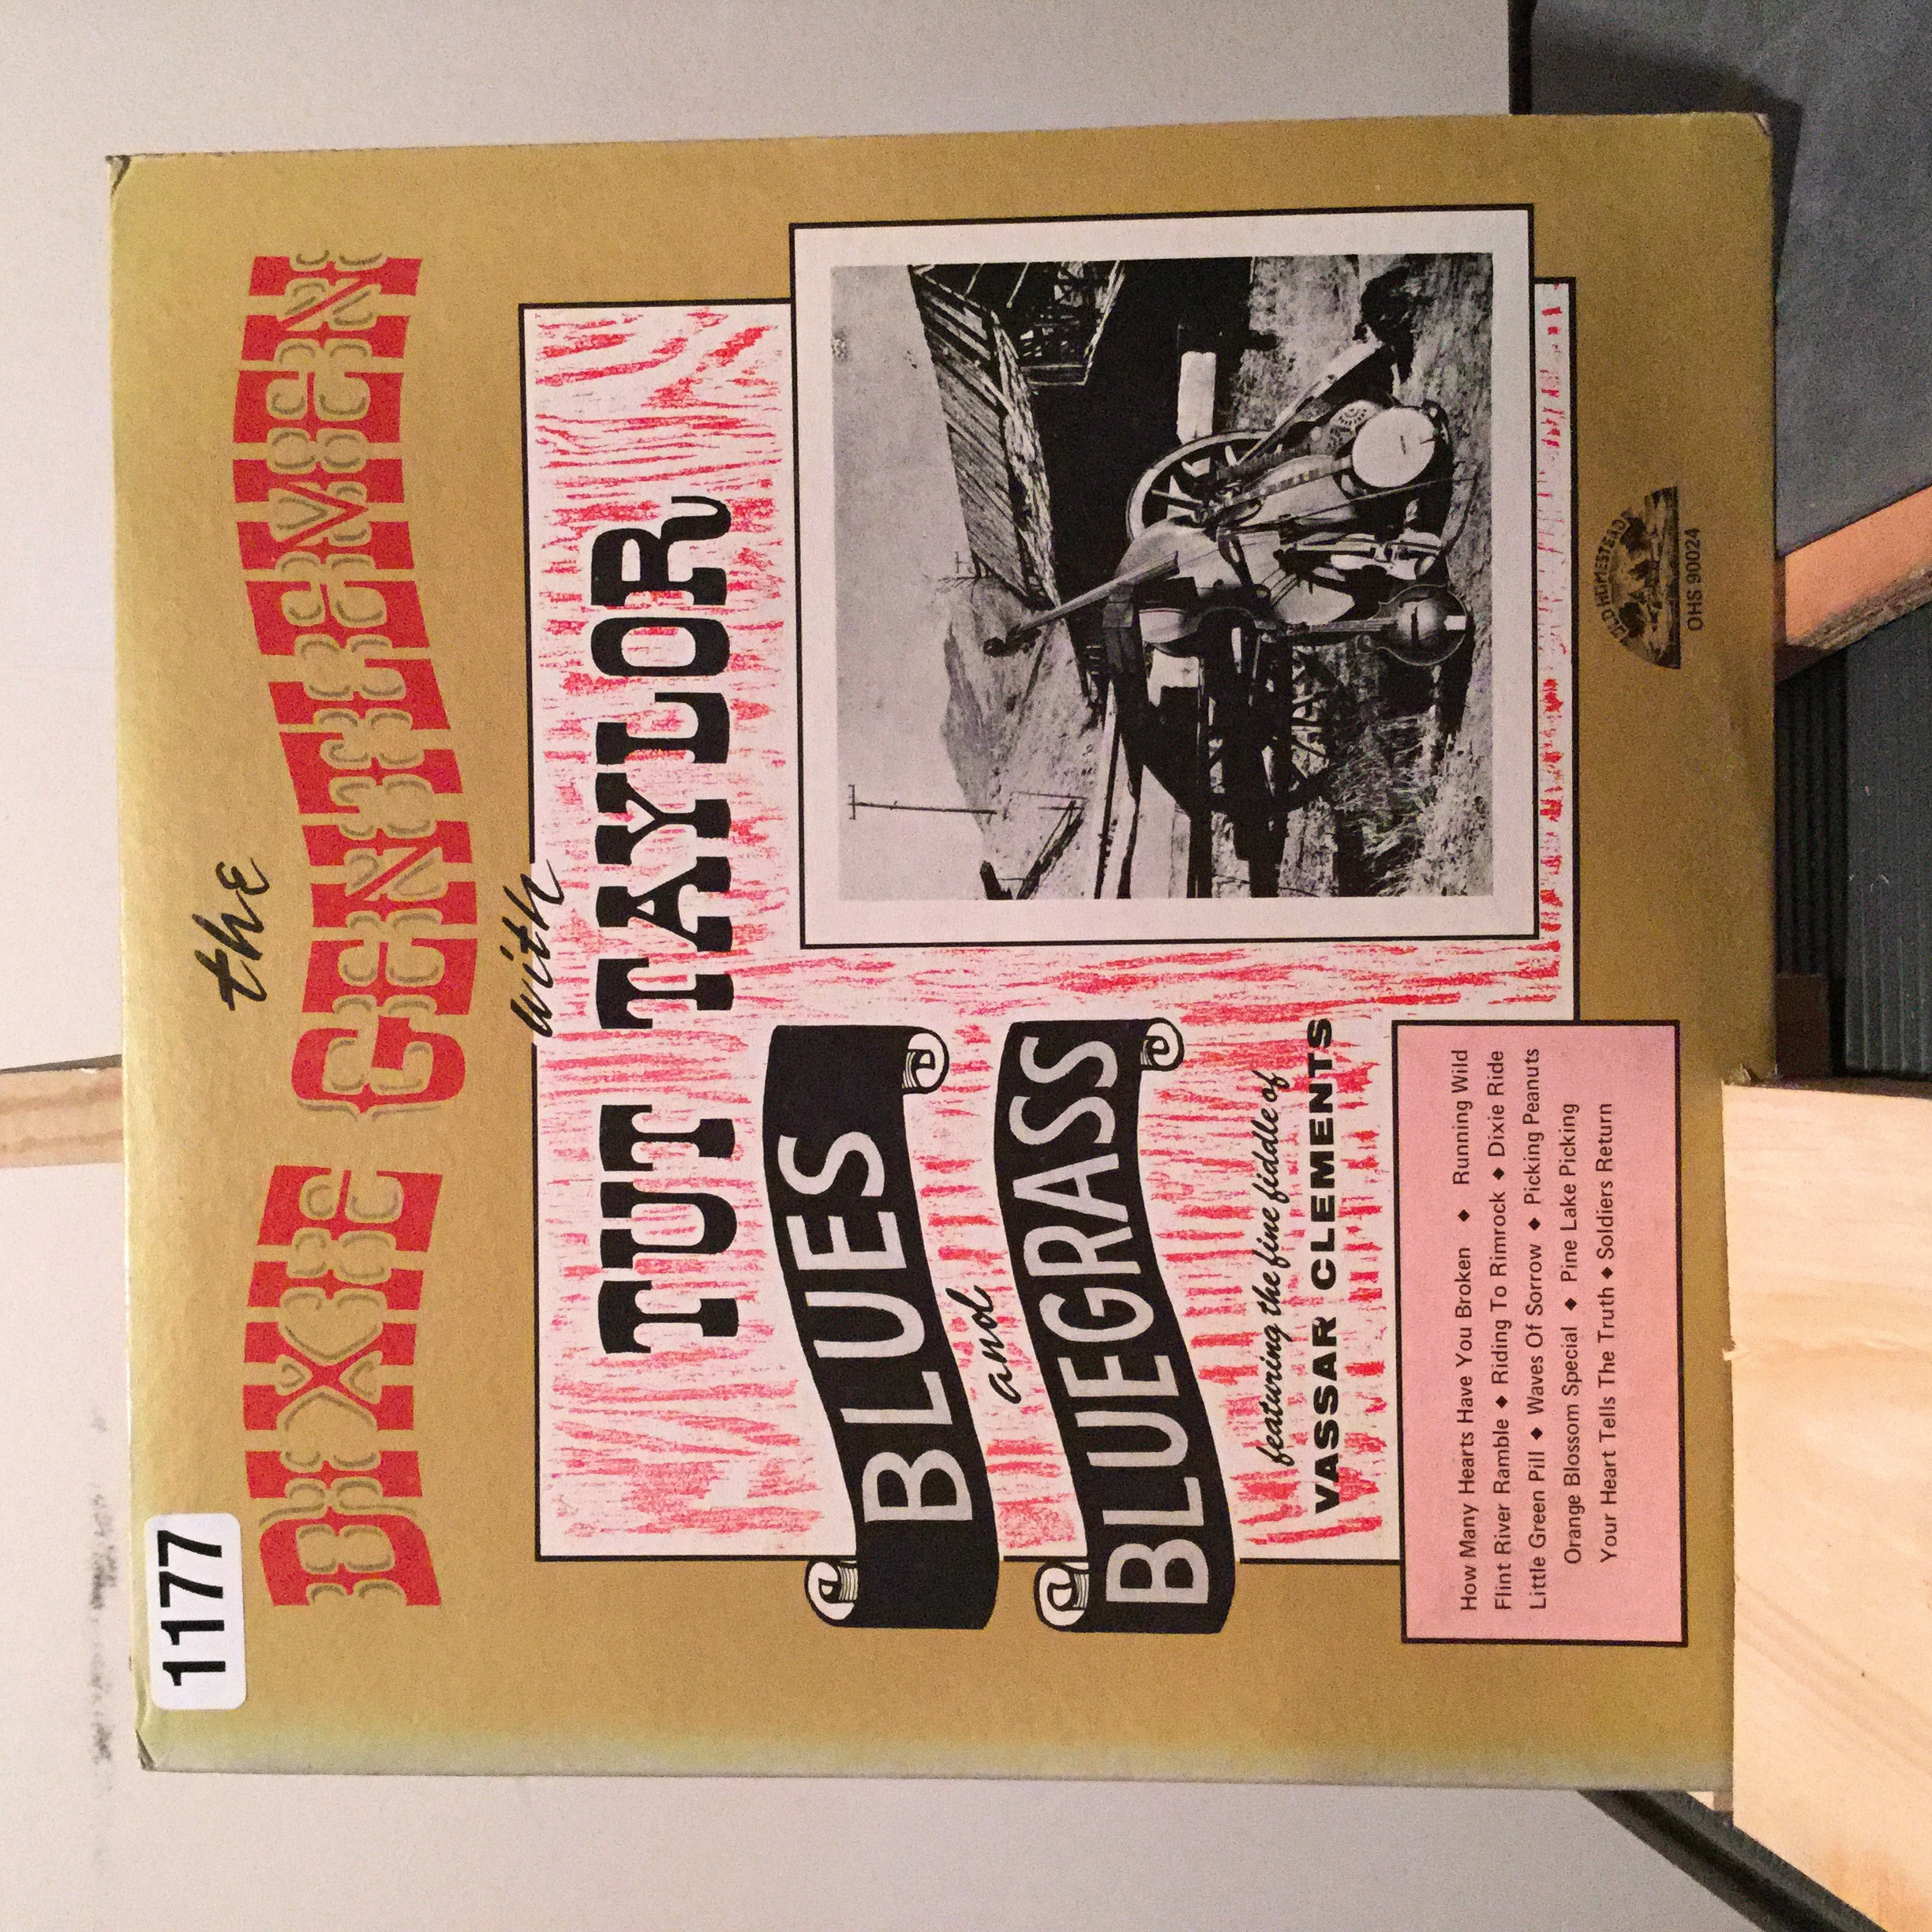 1177
the
DIXIE GENTLEMEN
with
TUT TAYLOR
BLUES
and
BLUEGRASS
featuring the fine fiddle of
VASSAR CLEMENTS
How Many Hearts Have You Broken ◆ Running Wild
Flint River Ramble ◆ Riding To Rimrock ◆ Dixie Ride
Little Green Pill ◆ Waves Of Sorrow ◆ Picking Peanuts
Orange Blossom Special ◆ Pine Lake Picking
Your Heart Tells The Truth ◆ Soldiers Return
OLD HOMESTEAD
OHS 90024